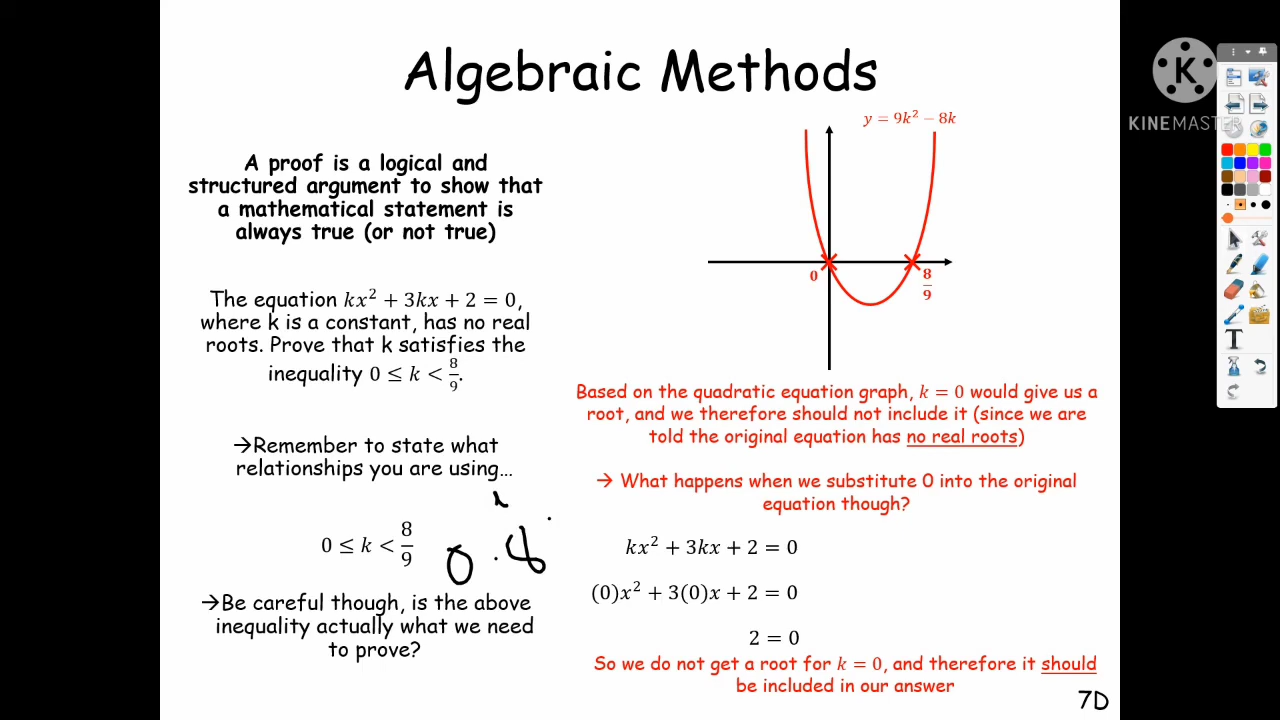 Algebraic Methods
A proof is a logical and
structured argument to show that
a mathematical statement is
always true (or not true)
The equation 𝑘𝑥² + 3𝑘𝑥 + 2 = 0,
where k is a constant, has no real
roots. Prove that k satisfies the
inequality 0 ≤ 𝑘 < 8/9.
→Remember to state what
relationships you are using…
0 ≤ 𝑘 < 8/9
0.8
→Be careful though, is the above
inequality actually what we need
to prove?
𝑦 = 9𝑘² − 8𝑘
0
8/9
Based on the quadratic equation graph, 𝑘 = 0 would give us a
root, and we therefore should not include it (since we are
told the original equation has no real roots)
→ What happens when we substitute 0 into the original
equation though?
𝑘𝑥² + 3𝑘𝑥 + 2 = 0
(0)𝑥² + 3(0)𝑥 + 2 = 0
2 = 0
So we do not get a root for 𝑘 = 0, and therefore it should
be included in our answer
7D
K
KINEMASTER
T